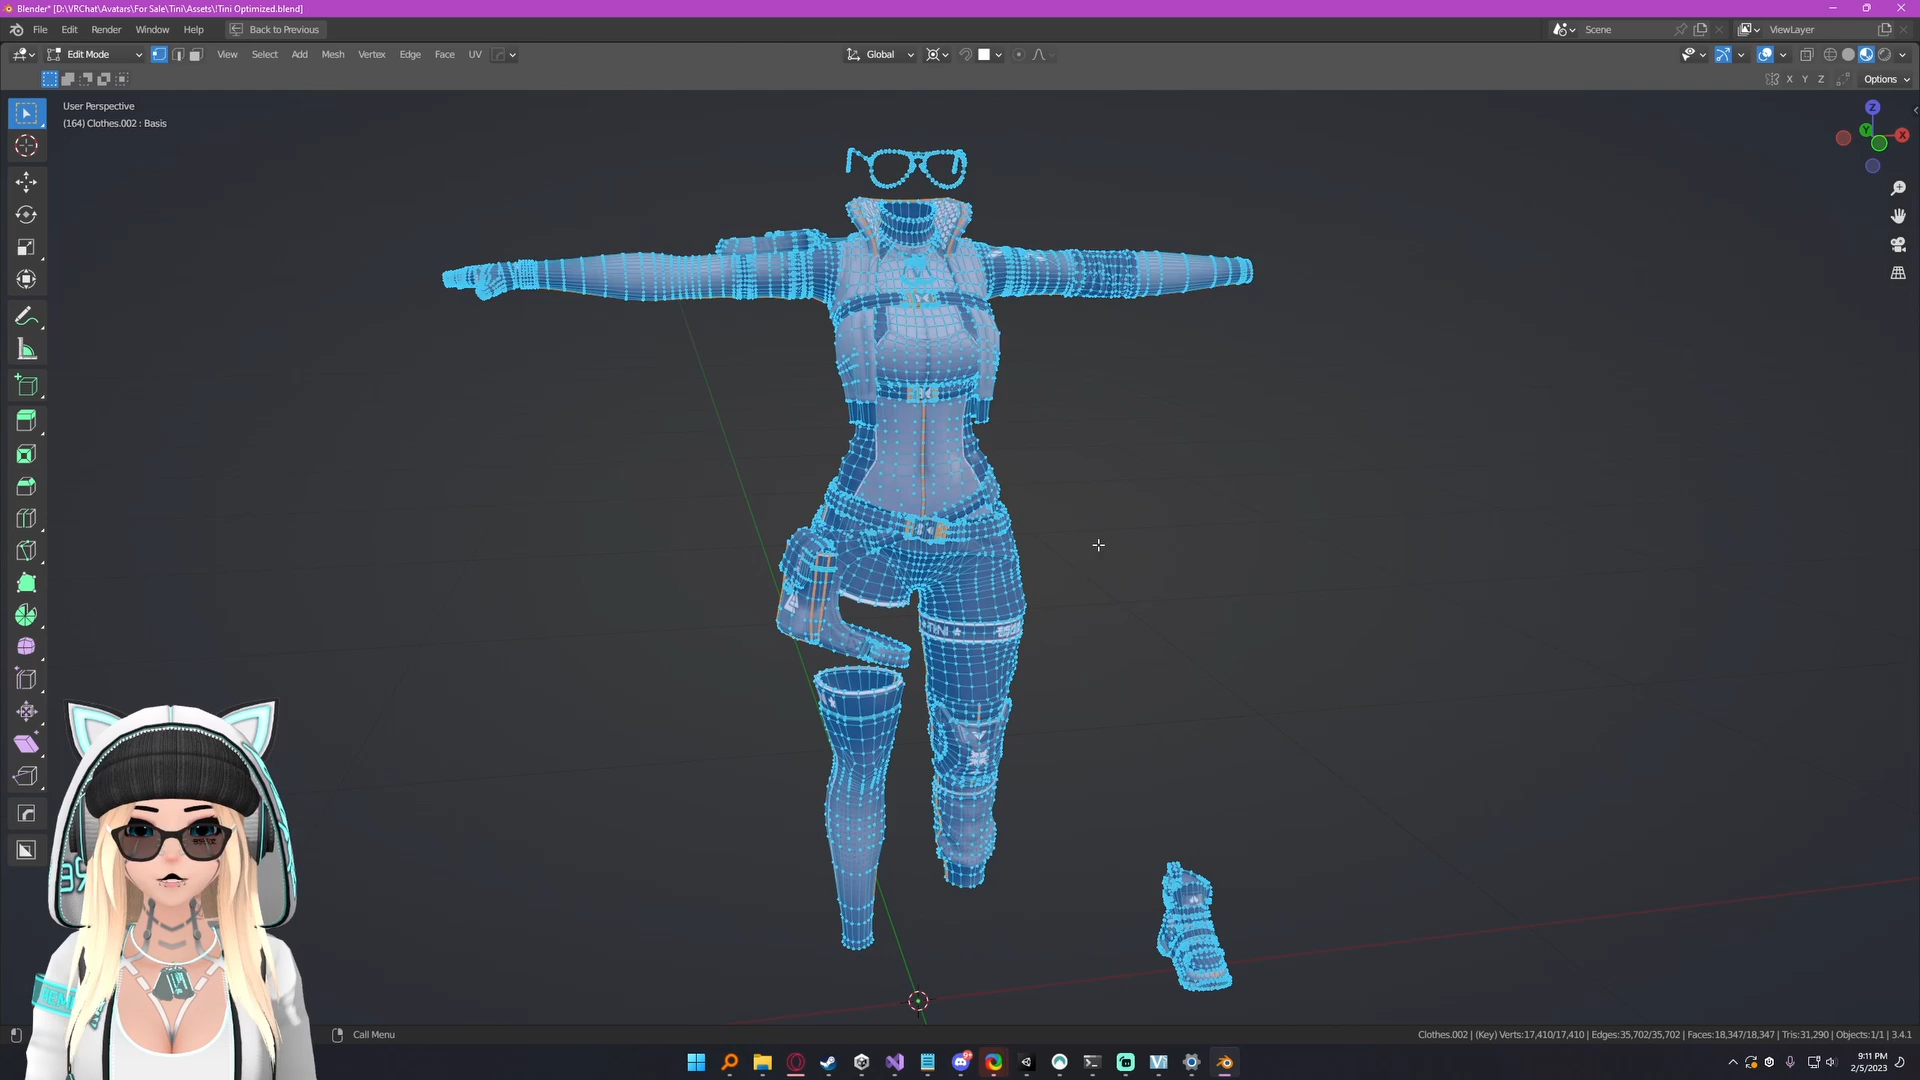 Blender* [D:\VRChat\Avatars\For Sale\Tini\Assets\!Tini Optimized.blend]
File Edit Render Window Help Back to Previous
Scene ViewLayer
Edit Mode View Select Add Mesh Vertex Edge Face UV Global
X Y Z Options
User Perspective
(164) Clothes.002 : Basis
Z
Y X
TINI
Call Menu
Clothes.002 | (Key) Verts:17,410/17,410 | Edges:35,702/35,702 | Faces:18,347/18,347 | Tris:31,290 | Objects:1/1 | 3.4.1
9:11 PM
2/5/2023